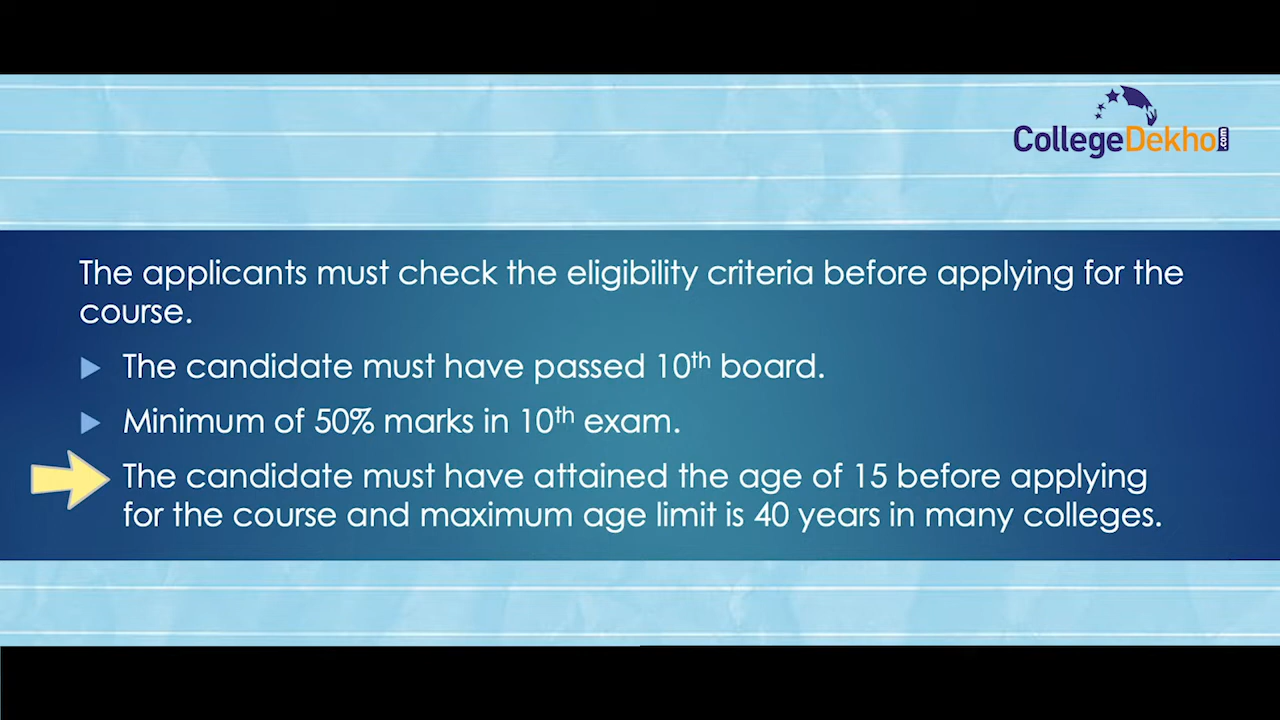 CollegeDekho.com
The applicants must check the eligibility criteria before applying for the
course.
The candidate must have passed 10th board.
Minimum of 50% marks in 10th exam.
The candidate must have attained the age of 15 before applying
for the course and maximum age limit is 40 years in many colleges.